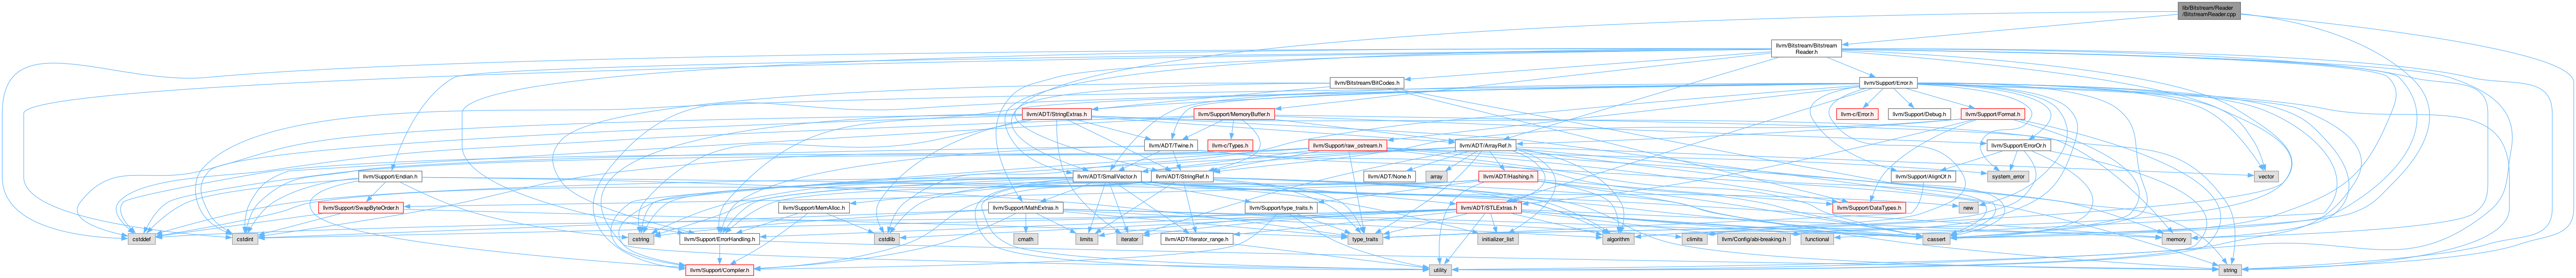 lib/Bitstream/Reader
/BitstreamReader.cpp
llvm/Bitstream/Bitstream
Reader.h
llvm/Bitstream/BitCodes.h
llvm/Support/Error.h
llvm/ADT/StringExtras.h
llvm/Support/MemoryBuffer.h
llvm-c/Error.h
llvm/Support/Debug.h
llvm/Support/Format.h
llvm/ADT/Twine.h
llvm-c/Types.h
llvm/Support/raw_ostream.h
llvm/ADT/ArrayRef.h
llvm/Support/ErrorOr.h
llvm/Support/Endian.h
llvm/ADT/SmallVector.h
llvm/ADT/StringRef.h
llvm/ADT/None.h
array
llvm/ADT/Hashing.h
llvm/Support/AlignOf.h
system_error
vector
llvm/Support/SwapByteOrder.h
llvm/Support/MemAlloc.h
llvm/Support/MathExtras.h
llvm/Support/type_traits.h
llvm/ADT/STLExtras.h
new
llvm/Support/DataTypes.h
cstddef
cstdint
cstring
llvm/Support/ErrorHandling.h
cstdlib
cmath
limits
iterator
llvm/ADT/iterator_range.h
type_traits
initializer_list
algorithm
climits
llvm/Config/abi-breaking.h
functional
cassert
memory
llvm/Support/Compiler.h
utility
string